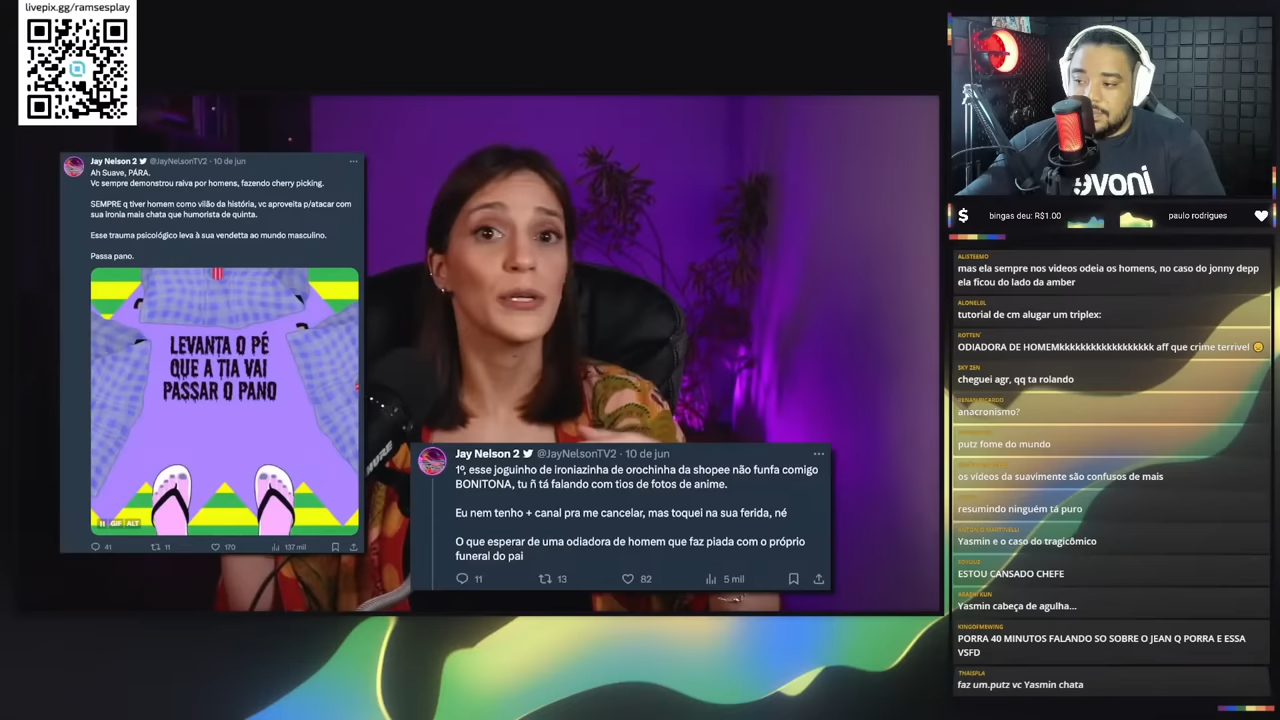 livepix.gg/ramsesplay
Jay Nelson 2 @JayNelsonTV2 · 10 de jun
Ah Suave, PÁRA.
Vc sempre demonstrou raiva por homens, fazendo cherry picking.
SEMPRE q tiver homem como vilão da história, vc aproveita p/atacar com
sua Ironia mais chata que humorista de quinta.
Esse trauma psicológico leva à sua vendetta ao mundo masculino.
Passa pano.
LEVANTA O PÉ
QUE A TIA VAI
PASSAR O PANO
GIF ALT
41 11 170 137 mil
Jay Nelson 2 @JayNelsonTV2 · 10 de jun
1º, esse joguinho de ironiazinha de orochinha da shopee não funfa comigo
BONITONA, tu ñ tá falando com tios de fotos de anime.
Eu nem tenho + canal pra me cancelar, mas toquei na sua ferida, né
O que esperar de uma odiadora de homem que faz piada com o próprio
funeral do pai
11 13 82 5 mil
evoni
$ bingas deu: R$1.00 paulo rodrigues
ALISTEEMO
mas ela sempre nos videos odeia os homens, no caso do jonny depp
ela ficou do lado da amber
tutorial de cm alugar um triplex:
ROTTEN
ODIADORA DE HOMEMkkkkkkkkkkkkkkkkkk aff que crime terrivel
SKY ZEN
cheguei agr, qq ta rolando
RENAN RICARDO
anacronismo?
putz fome do mundo
os vídeos da suavimente são confusos de mais
resumindo ninguém tá puro
Yasmin e o caso do tragicômico
ESTOU CANSADO CHEFE
Yasmin cabeça de agulha...
KINGOFMEWING
PORRA 40 MINUTOS FALANDO SO SOBRE O JEAN Q PORRA E ESSA
VSFD
THAISPLA
faz um.putz vc Yasmin chata